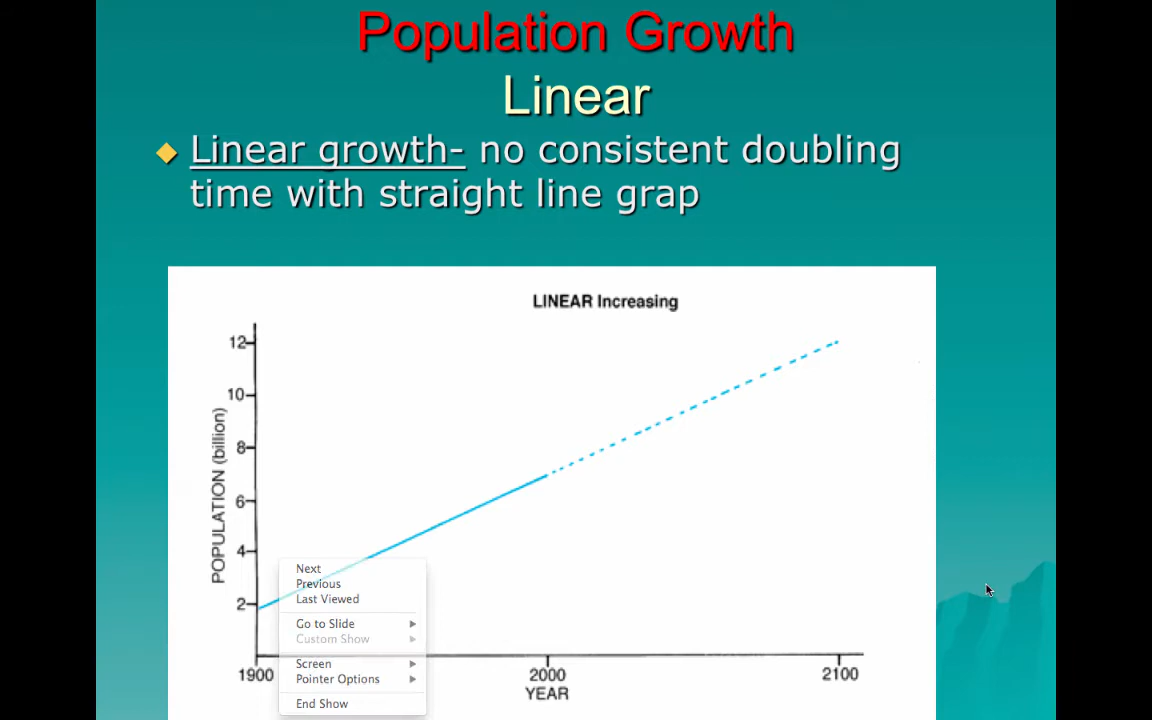 Population Growth
Linear
Linear growth- no consistent doubling
time with straight line grap
LINEAR Increasing
12
10
8
6
4
2
POPULATION (billion)
1900
2000
2100
YEAR
Next
Previous
Last Viewed
Go to Slide
Custom Show
Screen
Pointer Options
End Show